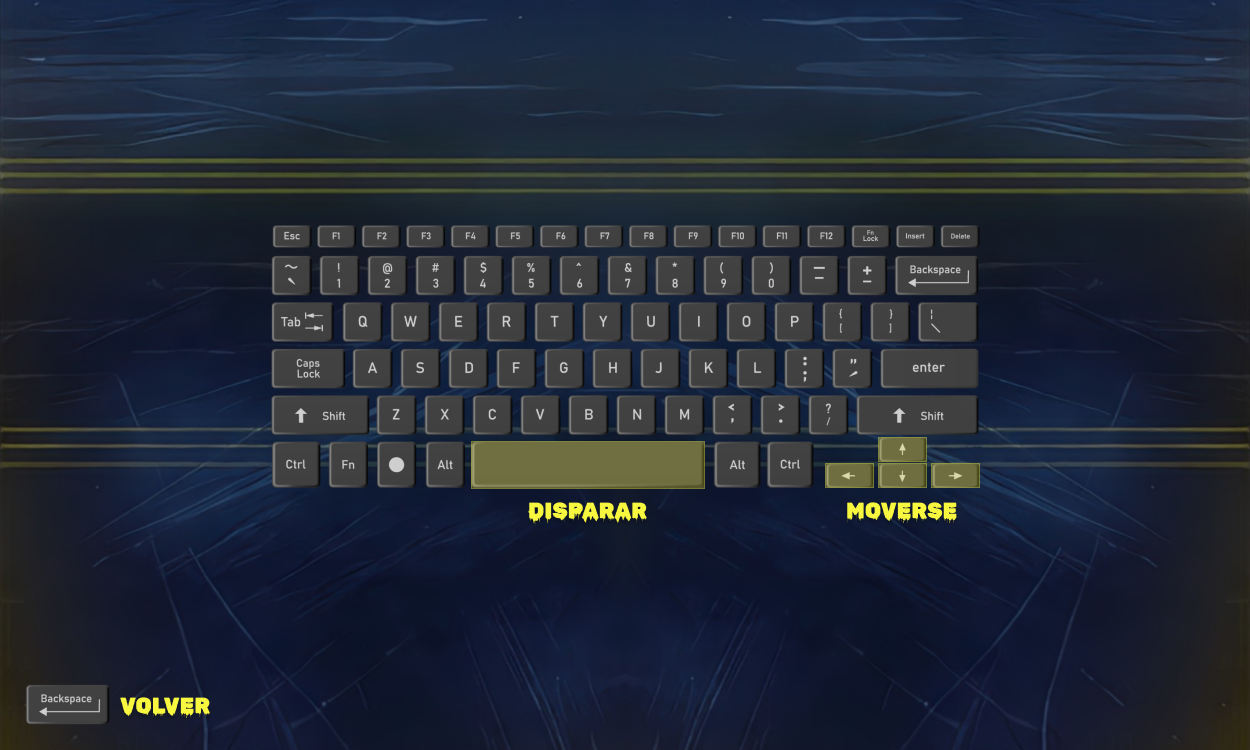 Esc F1 F2 F3 F4 F5 F6 F7 F8 F9 F10 F11 F12 Fn Lock Insert Delete
~ ! @ # $ % ^ & * ( ) — +
` 1 2 3 4 5 6 7 8 9 0 – – Backspace
Tab Q W E R T Y U I O P { [ } ] ¦ \
Caps Lock A S D F G H J K L : ; " ' enter
Shift Z X C V B N M < , > . ? / Shift
Ctrl Fn Alt Alt Ctrl ← ↑ ↓ →
DISPARAR MOVERSE
Backspace VOLVER